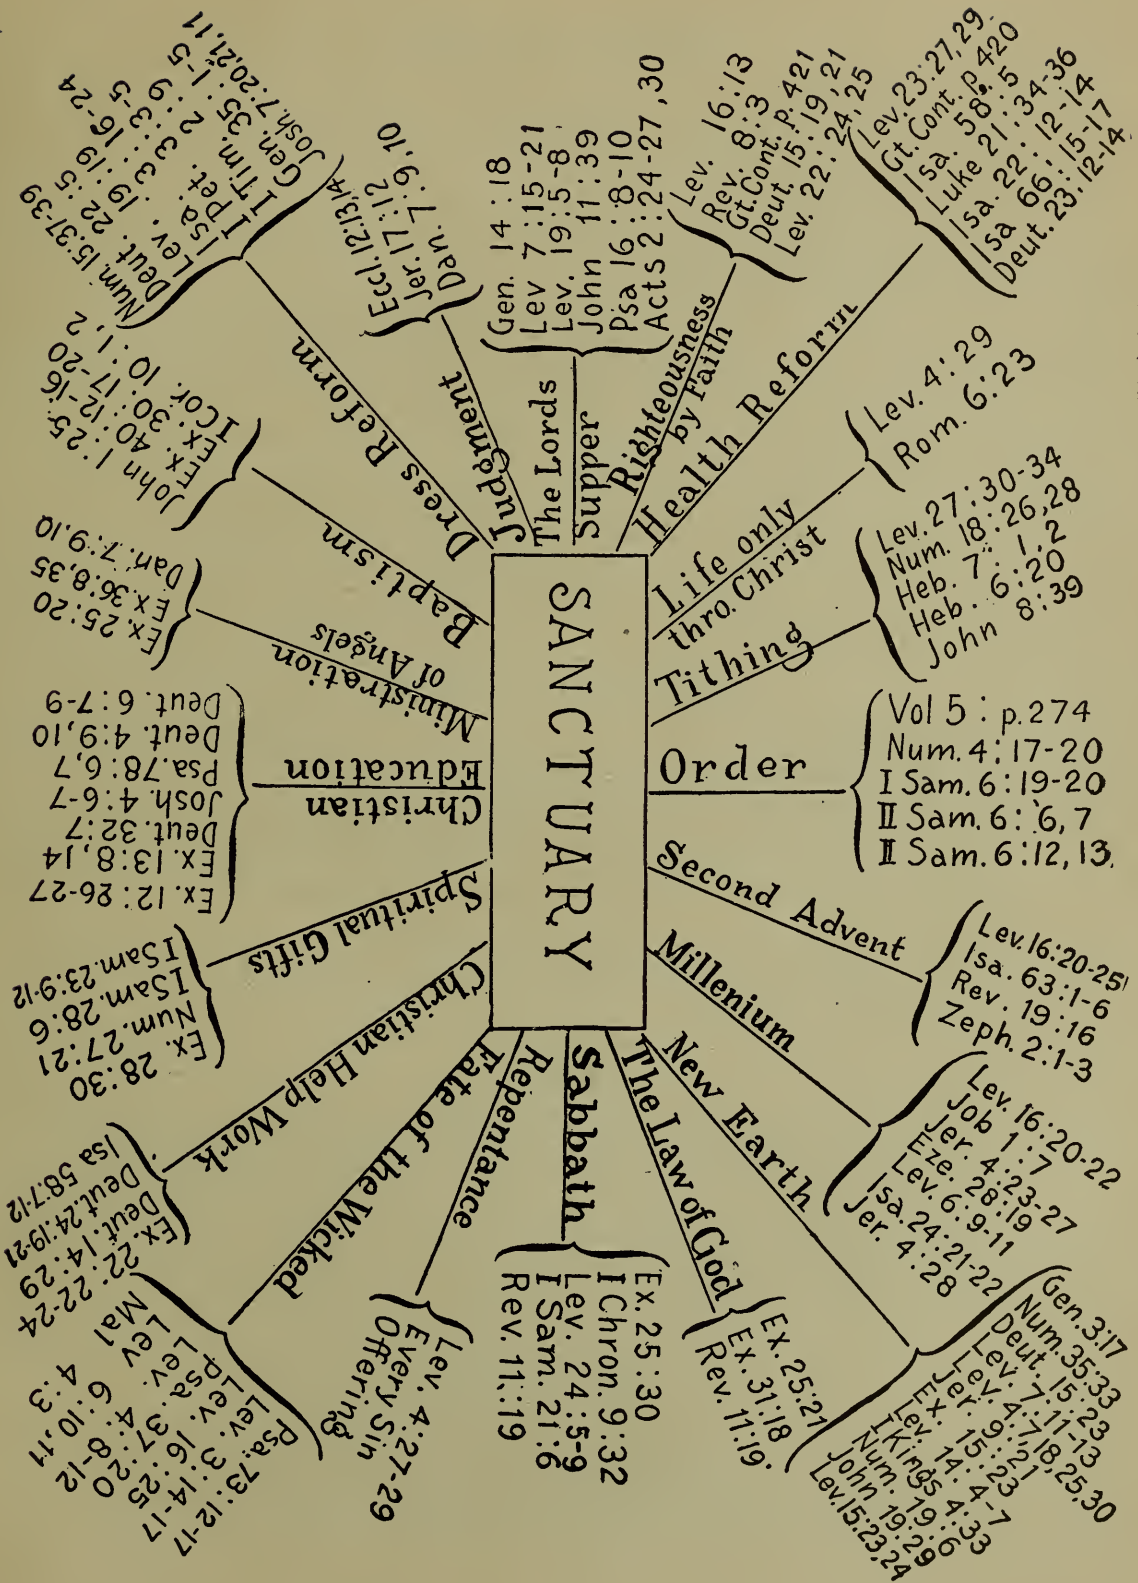 SANCTUARY
The Lords
Supper
Gen. 14:18
Lev 7:15-21
Lev. 19:5-8
John 11:39
Psa 16:8-10
Acts 2:24-27,30
Righteousness
by Faith
Lev. 16:13
Rev. 8:3
Gt.Cont. p. 421
Deut. 15:19,21
Lev. 22:24,25
Health Reform
Lev. 23:27,29.
Gt. Cont. p. 420
Isa. 58:5
Luke 21:34-36
Isa. 22:12-14
Isa 66:15-17
Deut. 23:12-14
Life only
thro. Christ
Lev. 4:29
Rom. 6:23
Tithing
Lev. 27:30-34
Num. 18:26,28
Heb. 7:1,2
Heb. 6:20
John 8:39
Order
Vol 5: p.274
Num. 4:17-20
I Sam. 6:19-20
II Sam. 6:6,7
II Sam. 6:12,13.
Second Advent
Lev. 16:20-25
Isa. 63:1-6
Rev. 19:16
Zeph. 2:1-3
Millenium
Lev. 16:20-22
Job 1:7
Jer. 4:23-27
Eze. 28:19
Lev. 6:9-11
Isa. 24:21-22
Jer. 4:28
New Earth
Gen. 3:17
Num. 35:33
Deut. 15:23
Lev. 7:11-13
Lev. 4:7,18,25,30
Jer. 9:21
Ex. 15:23
Lev. 14:4-7
I Kings 4:33
Num. 19:6
John 19:29
Lev. 15:23,24
The Law of God
Ex. 25:21
Ex. 31:18
Rev. 11:19.
Sabbath
Ex. 25:30
I Chron. 9:32
Lev. 24:5-9
I Sam. 21:6
Rev. 11:19
Repentance
Lev. 4:27-29
Every Sin
Offering
Fate of the Wicked
Psa. 73:12-17
Lev. 3:14-17
Lev. 16:25
Psa. 37:20
Lev. 4:8-12
Lev 6:10,11
Mal 4:3
Christian Help Work
Ex. 22:22-24
Deut. 14:29
Deut. 24:19-21
Isa 58:7-12
Spiritual Gifts
Ex. 28:30
Num. 27:21
I Sam. 28:6
I Sam. 23:9-12
Christian
Education
Ex. 12:26-27
Ex. 13:8,14
Deut. 32:7
Josh. 4:6-7
Psa. 78:6,7
Deut. 4:9,10
Deut. 6:7-9
Ministration
of Angels
Ex. 25:20
Ex. 36:8,35
Dan. 7:9,10
Baptism
John 1:25
Ex. 40:12-16
Ex. 30:17-20
I Cor. 10:1,2
Dress Reform
Num. 15:37-39
Deut. 22:5
Lev. 19:19
Isa. 3:16-24
I Pet. 3:3-5
I Tim. 2:9
Gen. 35:1-5
Josh. 7:20,21,11
Judgment
Eccl. 12:13,14
Jer. 17:12
Dan. 7:9,10